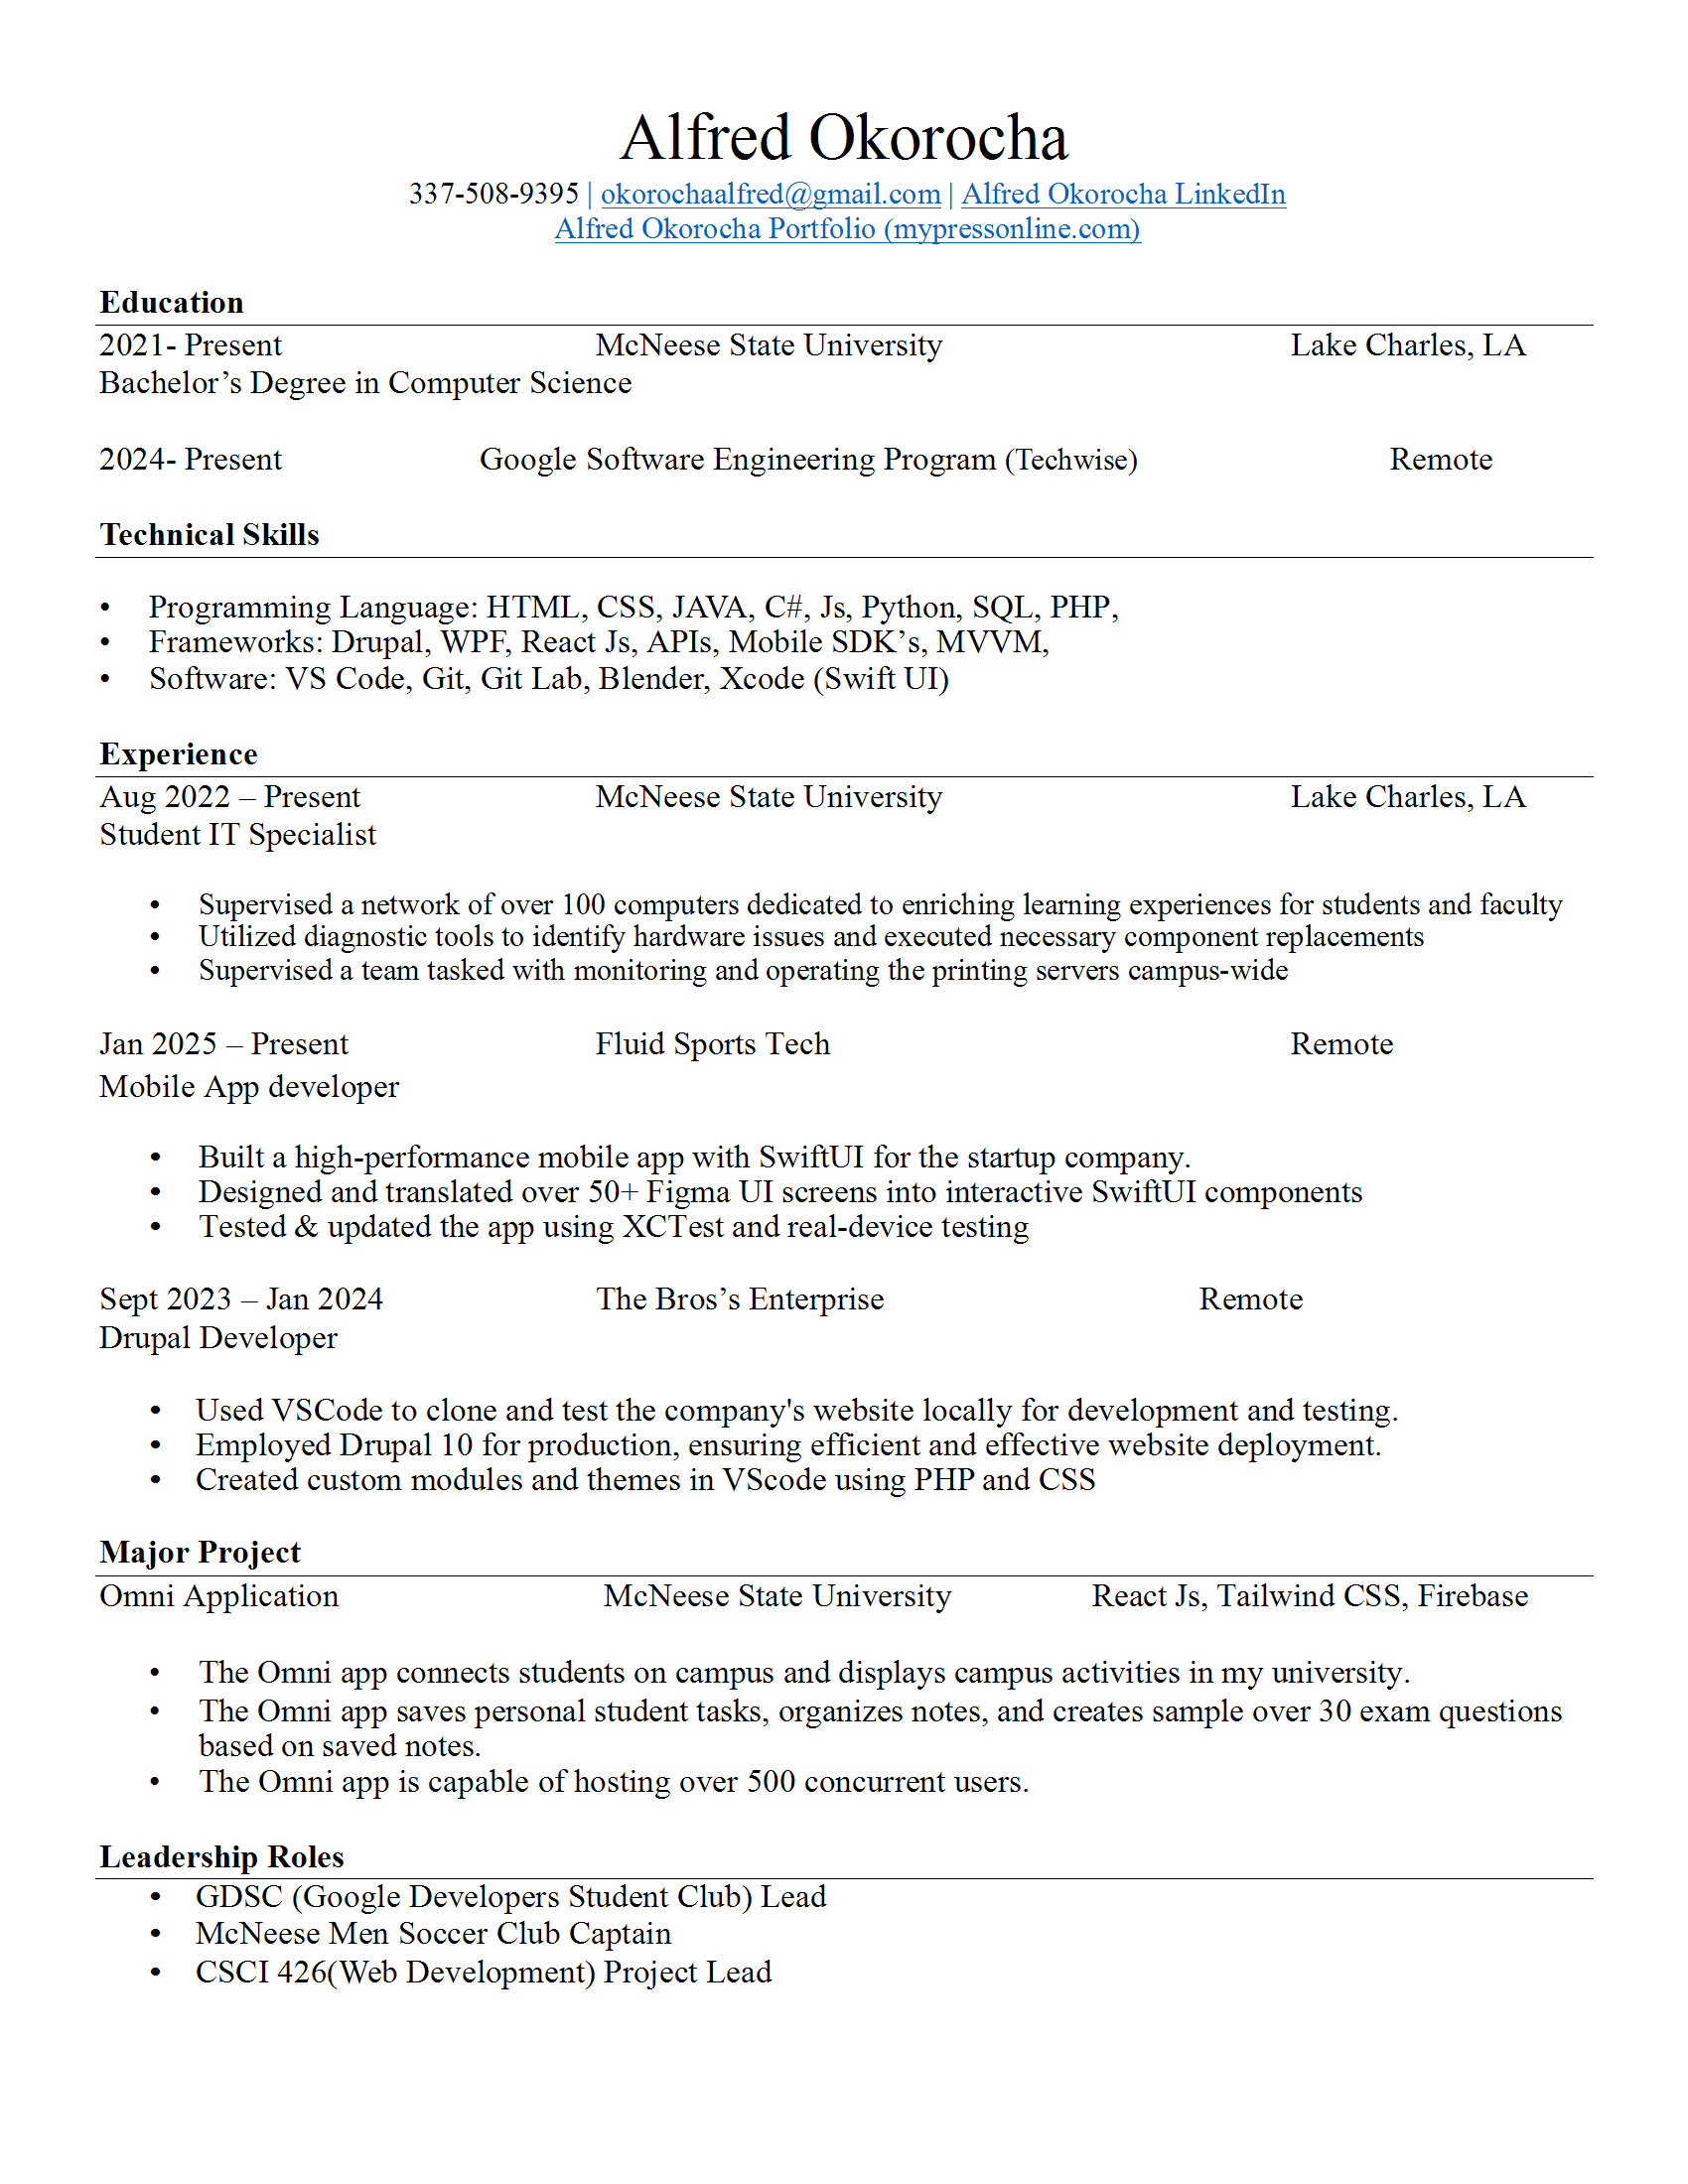 Alfred Okorocha
337-508-9395 | okorochaalfred@gmail.com | Alfred Okorocha LinkedIn
Alfred Okorocha Portfolio (mypressonline.com)
Education
2021- Present McNeese State University Lake Charles, LA
Bachelor’s Degree in Computer Science
2024- Present Google Software Engineering Program (Techwise) Remote
Technical Skills
• Programming Language: HTML, CSS, JAVA, C#, Js, Python, SQL, PHP,
• Frameworks: Drupal, WPF, React Js, APIs, Mobile SDK’s, MVVM,
• Software: VS Code, Git, Git Lab, Blender, Xcode (Swift UI)
Experience
Aug 2022 – Present McNeese State University Lake Charles, LA
Student IT Specialist
• Supervised a network of over 100 computers dedicated to enriching learning experiences for students and faculty
• Utilized diagnostic tools to identify hardware issues and executed necessary component replacements
• Supervised a team tasked with monitoring and operating the printing servers campus-wide
Jan 2025 – Present Fluid Sports Tech Remote
Mobile App developer
• Built a high-performance mobile app with SwiftUI for the startup company.
• Designed and translated over 50+ Figma UI screens into interactive SwiftUI components
• Tested & updated the app using XCTest and real-device testing
Sept 2023 – Jan 2024 The Bros’s Enterprise Remote
Drupal Developer
• Used VSCode to clone and test the company's website locally for development and testing.
• Employed Drupal 10 for production, ensuring efficient and effective website deployment.
• Created custom modules and themes in VScode using PHP and CSS
Major Project
Omni Application McNeese State University React Js, Tailwind CSS, Firebase
• The Omni app connects students on campus and displays campus activities in my university.
• The Omni app saves personal student tasks, organizes notes, and creates sample over 30 exam questions
based on saved notes.
• The Omni app is capable of hosting over 500 concurrent users.
Leadership Roles
• GDSC (Google Developers Student Club) Lead
• McNeese Men Soccer Club Captain
• CSCI 426(Web Development) Project Lead